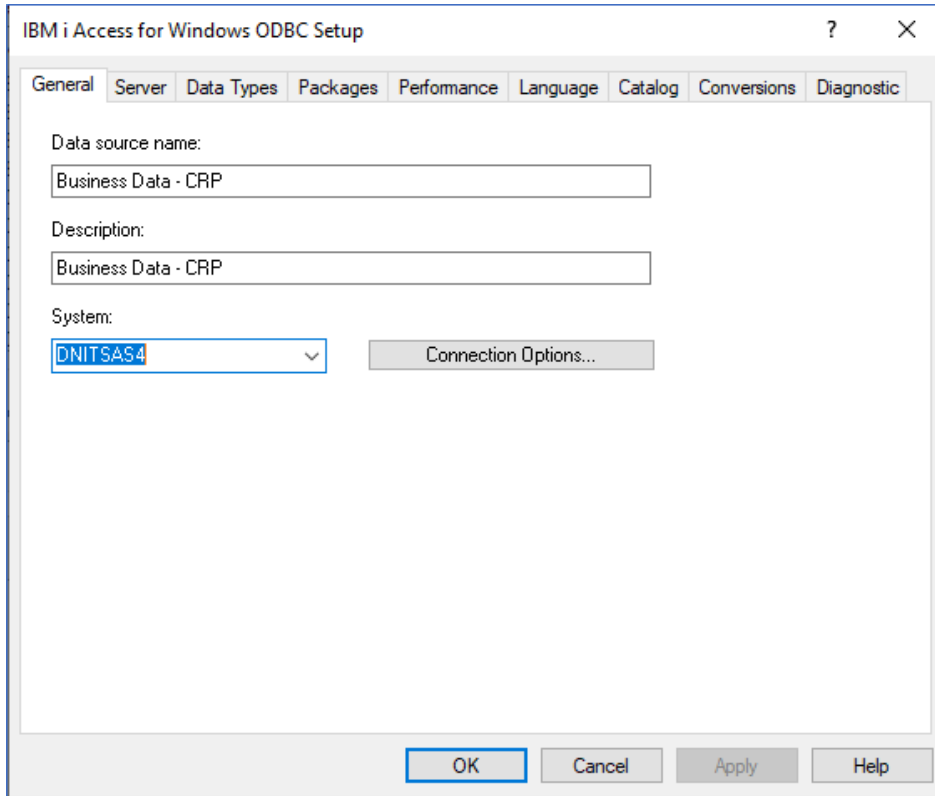 IBM i Access for Windows ODBC Setup ?
General Server Data Types Packages Performance Language Catalog Conversions Diagnostic
Data source name:
Business Data - CRP
Description:
Business Data - CRP
System:
DNITSAS4 Connection Options...
OK Cancel Apply Help